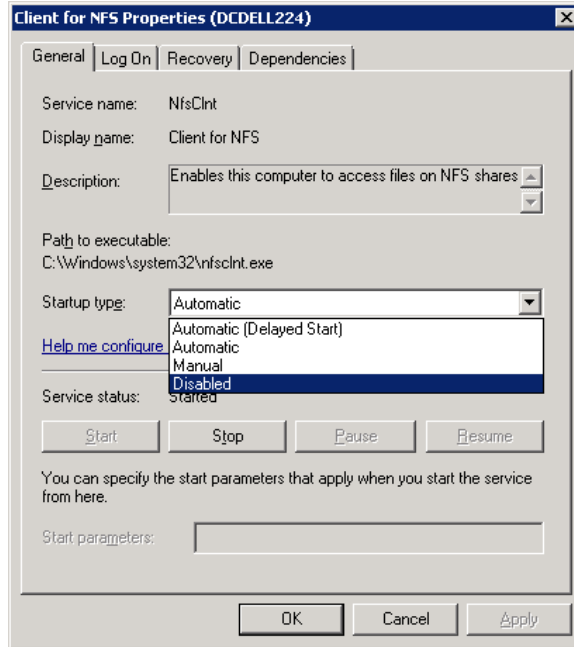 Client for NFS Properties (DCDELL224)
General Log On Recovery Dependencies
Service name: NfsClnt
Display name: Client for NFS
Description: Enables this computer to access files on NFS shares
Path to executable:
C:\Windows\system32\nfsclnt.exe
Startup type: Automatic
Automatic (Delayed Start)
Help me configure Automatic
Manual
Disabled
Service status: Started
Start Stop Pause Resume
You can specify the start parameters that apply when you start the service
from here.
Start parameters:
OK Cancel Apply